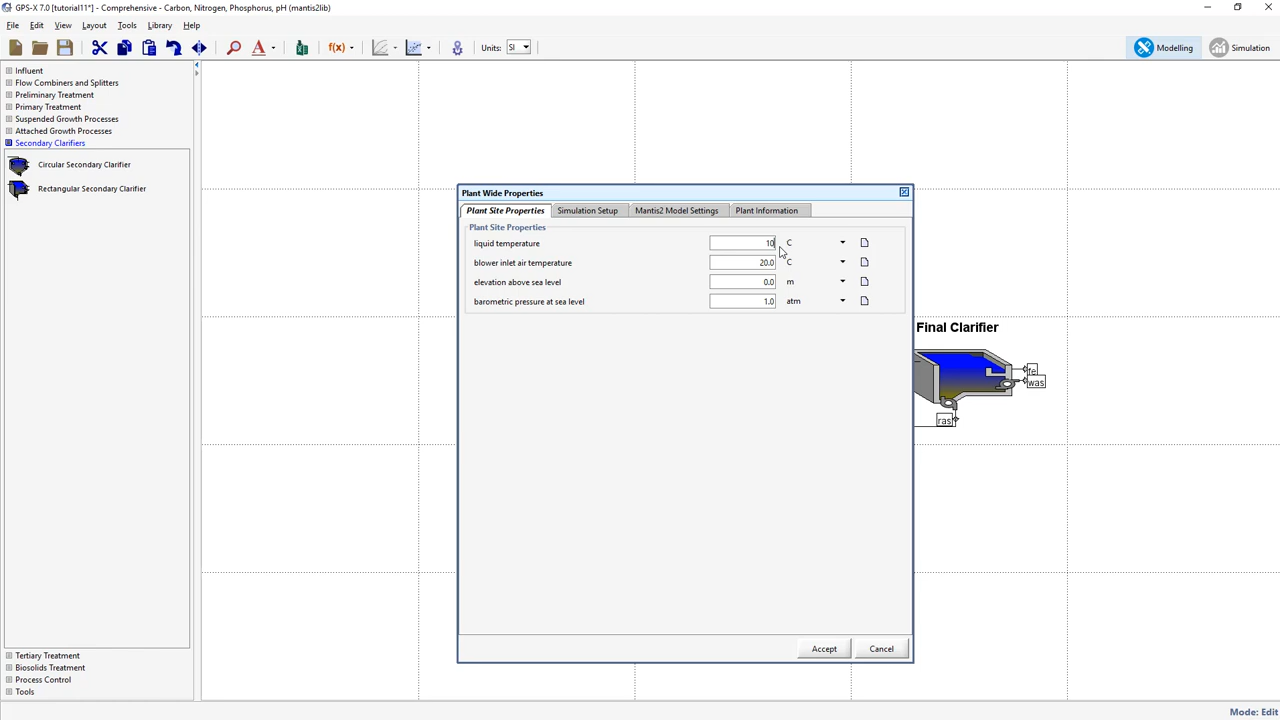 GPS-X 7.0 [tutorial11*] - Comprehensive - Carbon, Nitrogen, Phosphorus, pH (mantis2lib)
File Edit View Layout Tools Library Help
A f(x) Units: SI Modelling Simulation
Influent
Flow Combiners and Splitters
Preliminary Treatment
Primary Treatment
Suspended Growth Processes
Attached Growth Processes
Secondary Clarifiers
Circular Secondary Clarifier
Rectangular Secondary Clarifier
Tertiary Treatment
Biosolids Treatment
Process Control
Tools
Plant Wide Properties
Plant Site Properties Simulation Setup Mantis2 Model Settings Plant Information
Plant Site Properties
liquid temperature 10 C
blower inlet air temperature 20.0 C
elevation above sea level 0.0 m
barometric pressure at sea level 1.0 atm
Accept Cancel
Final Clarifier
fe
was
ras
Mode: Edit